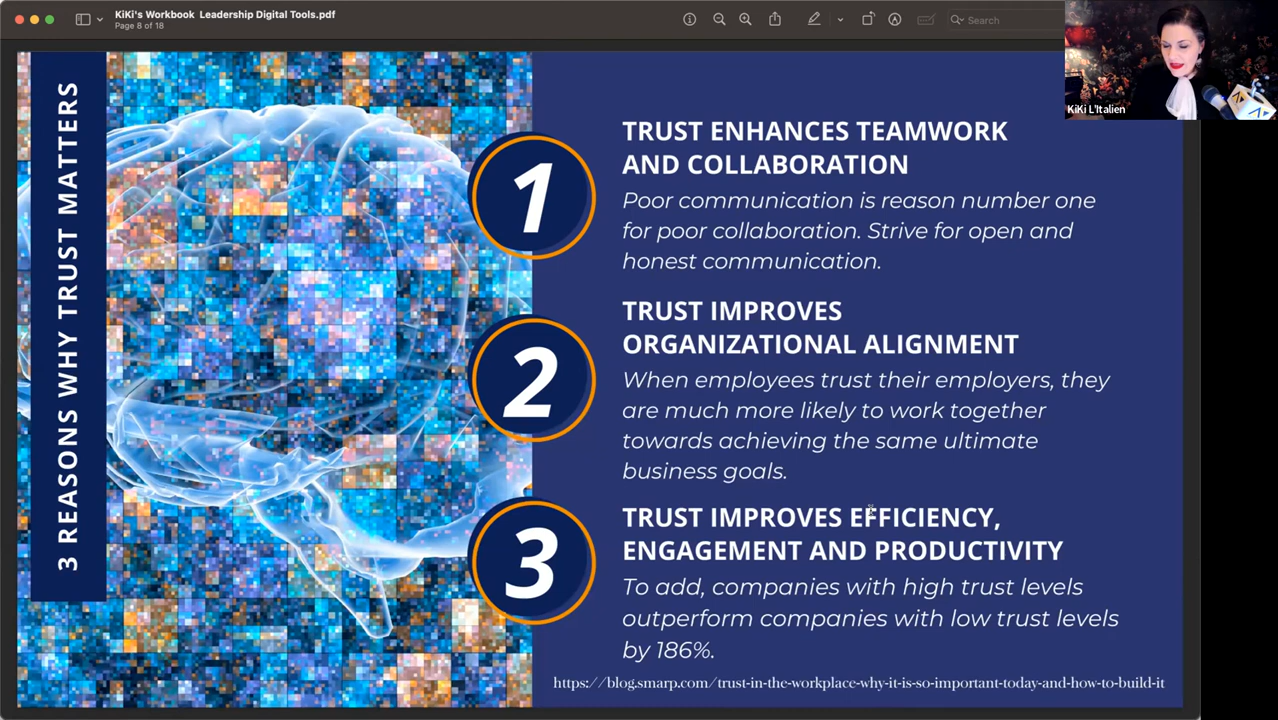 KiKi's Workbook Leadership Digital Tools.pdf
Page 8 of 18
Search
KiKi L'Italien
3 REASONS WHY TRUST MATTERS
1
TRUST ENHANCES TEAMWORK
AND COLLABORATION
Poor communication is reason number one
for poor collaboration. Strive for open and
honest communication.
2
TRUST IMPROVES
ORGANIZATIONAL ALIGNMENT
When employees trust their employers, they
are much more likely to work together
towards achieving the same ultimate
business goals.
3
TRUST IMPROVES EFFICIENCY,
ENGAGEMENT AND PRODUCTIVITY
To add, companies with high trust levels
outperform companies with low trust levels
by 186%.
https://blog.smarp.com/trust-in-the-workplace-why-it-is-so-important-today-and-how-to-build-it